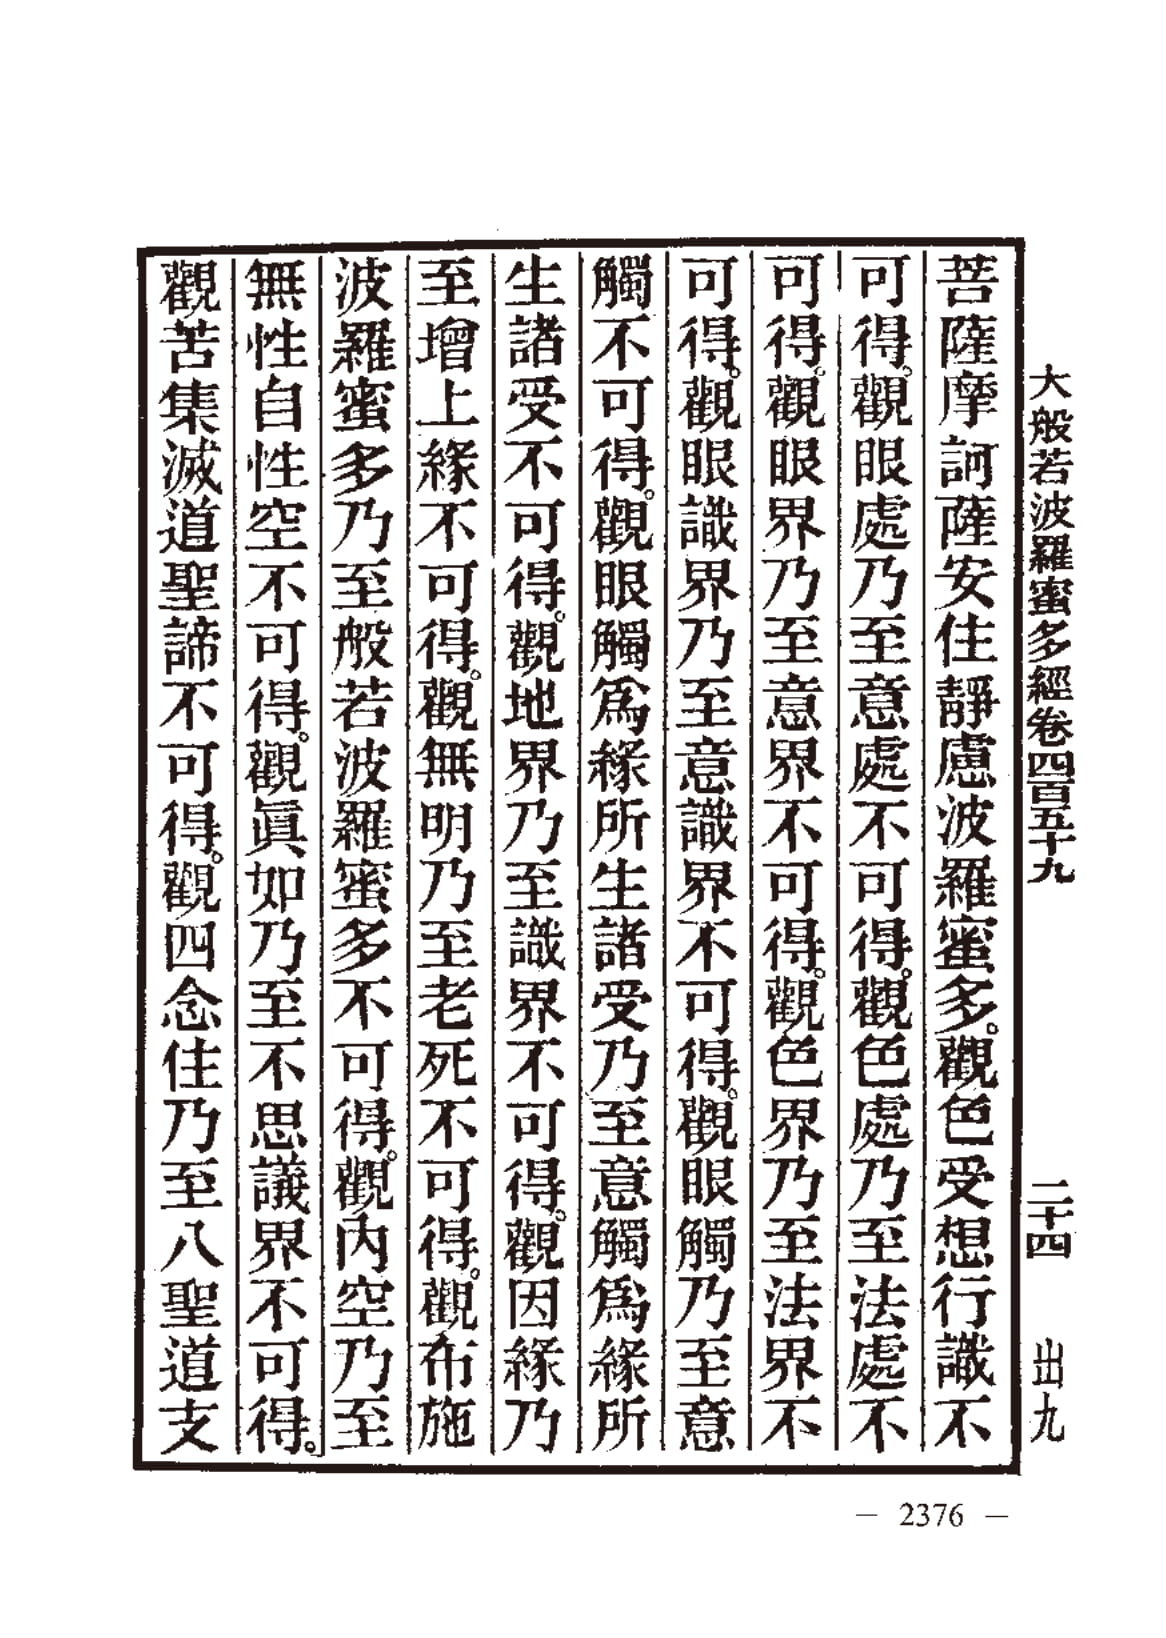 大般若波羅蜜多經卷四百五十九　二十四　出九
菩薩摩訶薩安住靜慮波羅蜜多。觀色受想行識不
可得。觀眼處乃至意處不可得。觀色處乃至法處不
可得。觀眼界乃至意界不可得。觀色界乃至法界不
可得。觀眼識界乃至意識界不可得。觀眼觸乃至意
觸不可得。觀眼觸爲緣所生諸受乃至意觸爲緣所
生諸受不可得。觀地界乃至識界不可得。觀因緣乃
至增上緣不可得。觀無明乃至老死不可得。觀布施
波羅蜜多乃至般若波羅蜜多不可得。觀內空乃至
無性自性空不可得。觀眞如乃至不思議界不可得。
觀苦集滅道聖諦不可得。觀四念住乃至八聖道支
— 2376 —